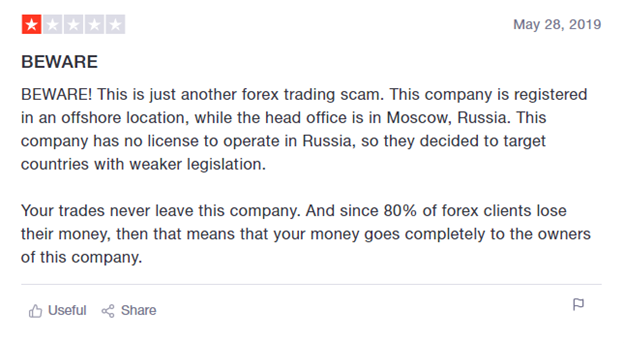 May 28, 2019
BEWARE
BEWARE! This is just another forex trading scam. This company is registered
in an offshore location, while the head office is in Moscow, Russia. This
company has no license to operate in Russia, so they decided to target
countries with weaker legislation.
Your trades never leave this company. And since 80% of forex clients lose
their money, then that means that your money goes completely to the owners
of this company.
Useful Share